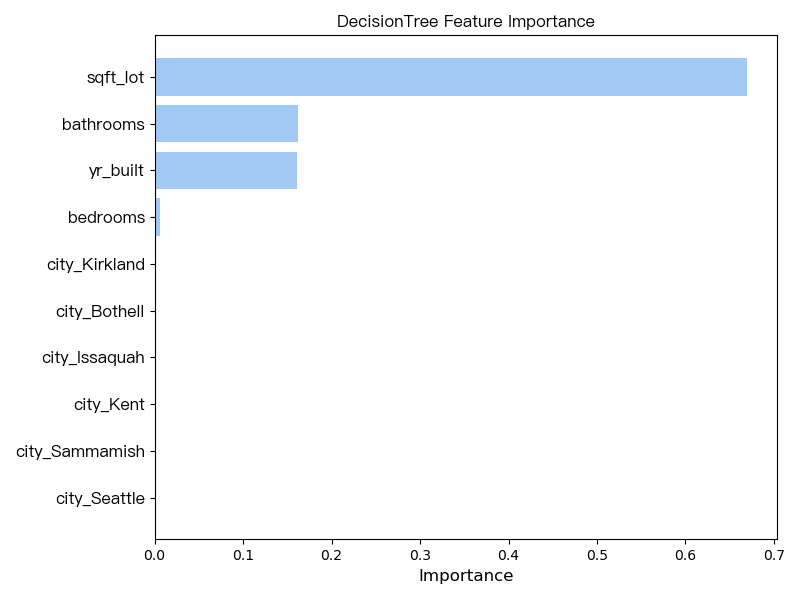 DecisionTree Feature Importance
sqft_lot
bathrooms
yr_built
bedrooms
city_Kirkland
city_Bothell
city_Issaquah
city_Kent
city_Sammamish
city_Seattle
0.0 0.1 0.2 0.3 0.4 0.5 0.6 0.7
Importance